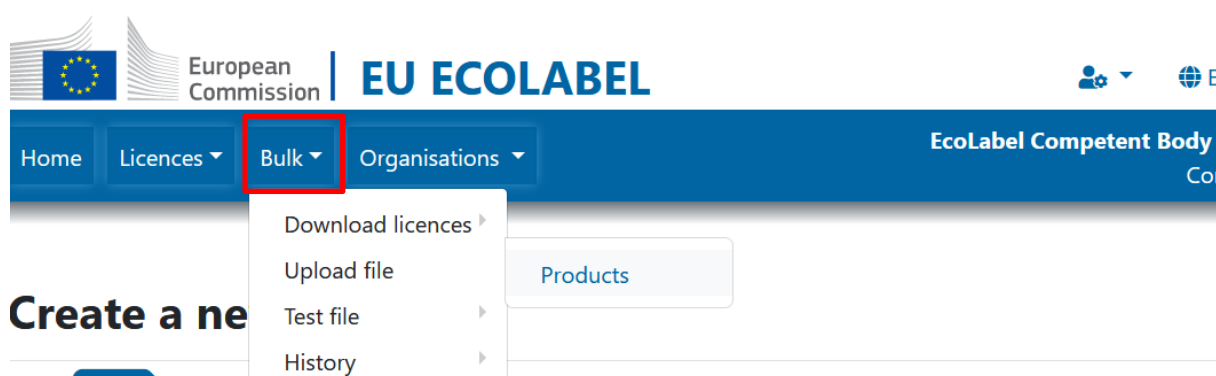 European
Commission
EU ECOLABEL
Home
Licences
Bulk
Organisations
EcoLabel Competent Body
Download licences
Upload file
Products
Create a
Test file
History